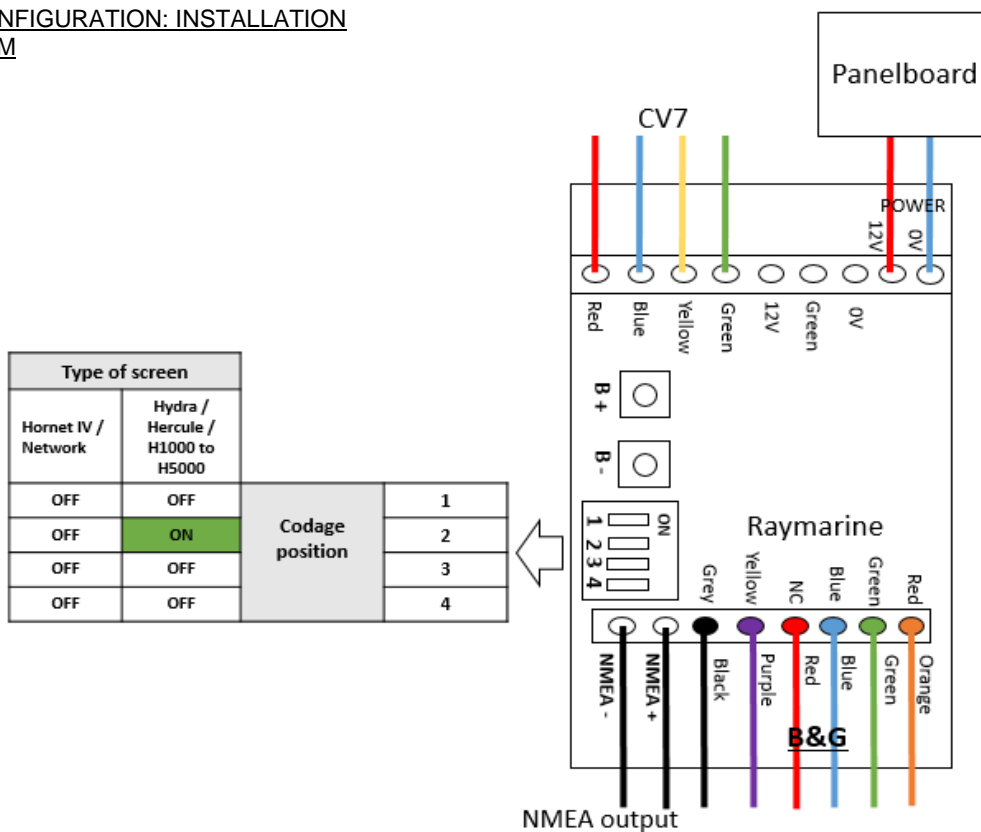 NFIGURATION: INSTALLATION
M
Panelboard
CV7
POWER
12V
0V
Red
Blue
Yellow
Green
12V
Green
0V
B +
B -
Type of screen
Hornet IV /
Network
Hydra /
Hercule /
H1000 to
H5000
OFF
OFF
1
OFF
ON
2
OFF
OFF
3
OFF
OFF
4
Codage
position
ON
1
2
3
4
Raymarine
Grey
Yellow
NC
Blue
Green
Red
NMEA -
NMEA +
Black
Purple
Red
Blue
Green
Orange
B&G
NMEA output